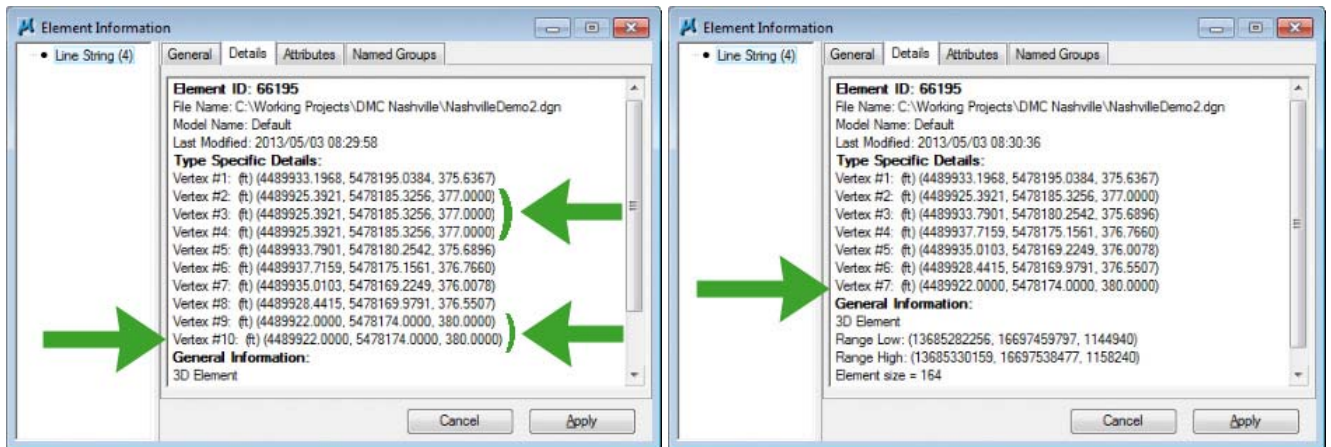 Element Information
Line String (4)
General Details Attributes Named Groups
Element ID: 66195
File Name: C:\Working Projects\DMC Nashville\NashvilleDemo2.dgn
Model Name: Default
Last Modified: 2013/05/03 08:29:58
Type Specific Details:
Vertex #1: (ft) (4489933.1968, 5478195.0384, 375.6367)
Vertex #2: (ft) (4489925.3921, 5478185.3256, 377.0000)
Vertex #3: (ft) (4489925.3921, 5478185.3256, 377.0000)
Vertex #4: (ft) (4489925.3921, 5478185.3256, 377.0000)
Vertex #5: (ft) (4489933.7901, 5478180.2542, 375.6896)
Vertex #6: (ft) (4489937.7159, 5478175.1561, 376.7660)
Vertex #7: (ft) (4489935.0103, 5478169.2249, 376.0078)
Vertex #8: (ft) (4489928.4415, 5478169.9791, 376.5507)
Vertex #9: (ft) (4489922.0000, 5478174.0000, 380.0000)
Vertex #10: (ft) (4489922.0000, 5478174.0000, 380.0000)
General Information:
3D Element
Cancel Apply
Element Information
Line String (4)
General Details Attributes Named Groups
Element ID: 66195
File Name: C:\Working Projects\DMC Nashville\NashvilleDemo2.dgn
Model Name: Default
Last Modified: 2013/05/03 08:30:36
Type Specific Details:
Vertex #1: (ft) (4489933.1968, 5478195.0384, 375.6367)
Vertex #2: (ft) (4489925.3921, 5478185.3256, 377.0000)
Vertex #3: (ft) (4489933.7901, 5478180.2542, 375.6896)
Vertex #4: (ft) (4489937.7159, 5478175.1561, 376.7660)
Vertex #5: (ft) (4489935.0103, 5478169.2249, 376.0078)
Vertex #6: (ft) (4489928.4415, 5478169.9791, 376.5507)
Vertex #7: (ft) (4489922.0000, 5478174.0000, 380.0000)
General Information:
3D Element
Range Low: (13685282256, 16697459797, 1144940)
Range High: (13685330159, 16697538477, 1158240)
Element size = 164
Cancel Apply